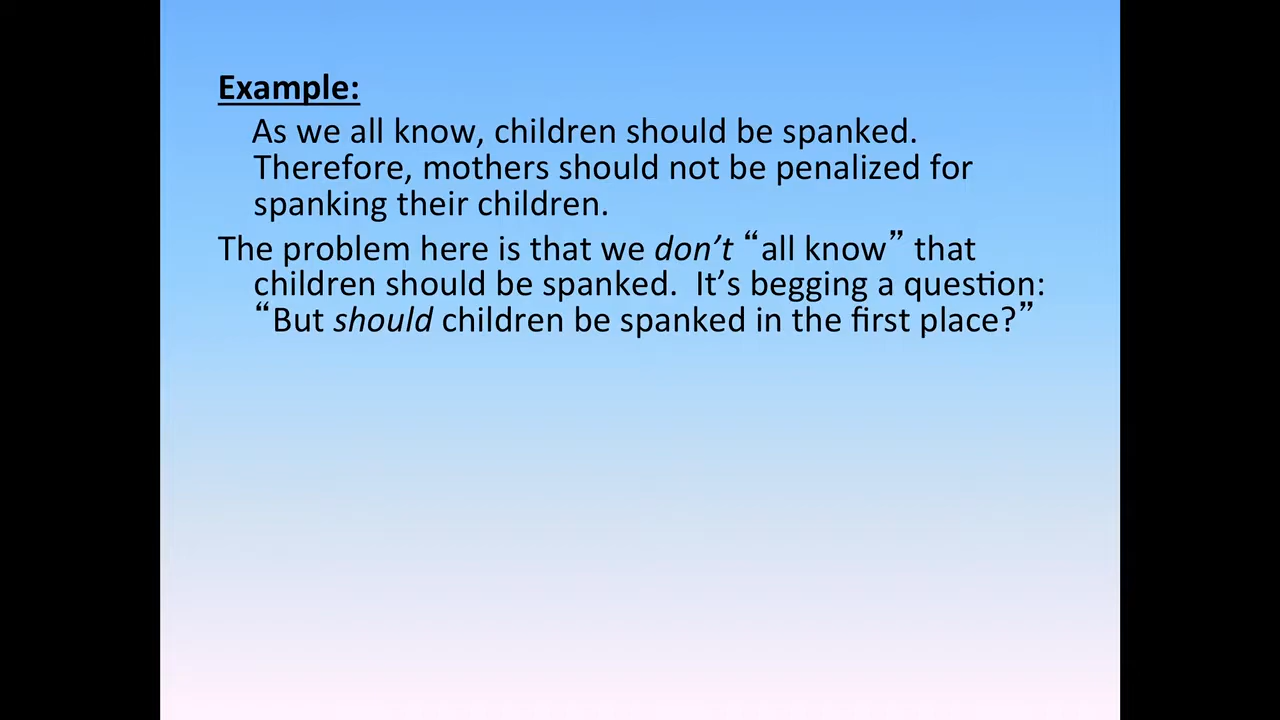 Example:
As we all know, children should be spanked.
Therefore, mothers should not be penalized for
spanking their children.
The problem here is that we don’t “all know” that
children should be spanked.  It’s begging a question:
“But should children be spanked in the first place?”